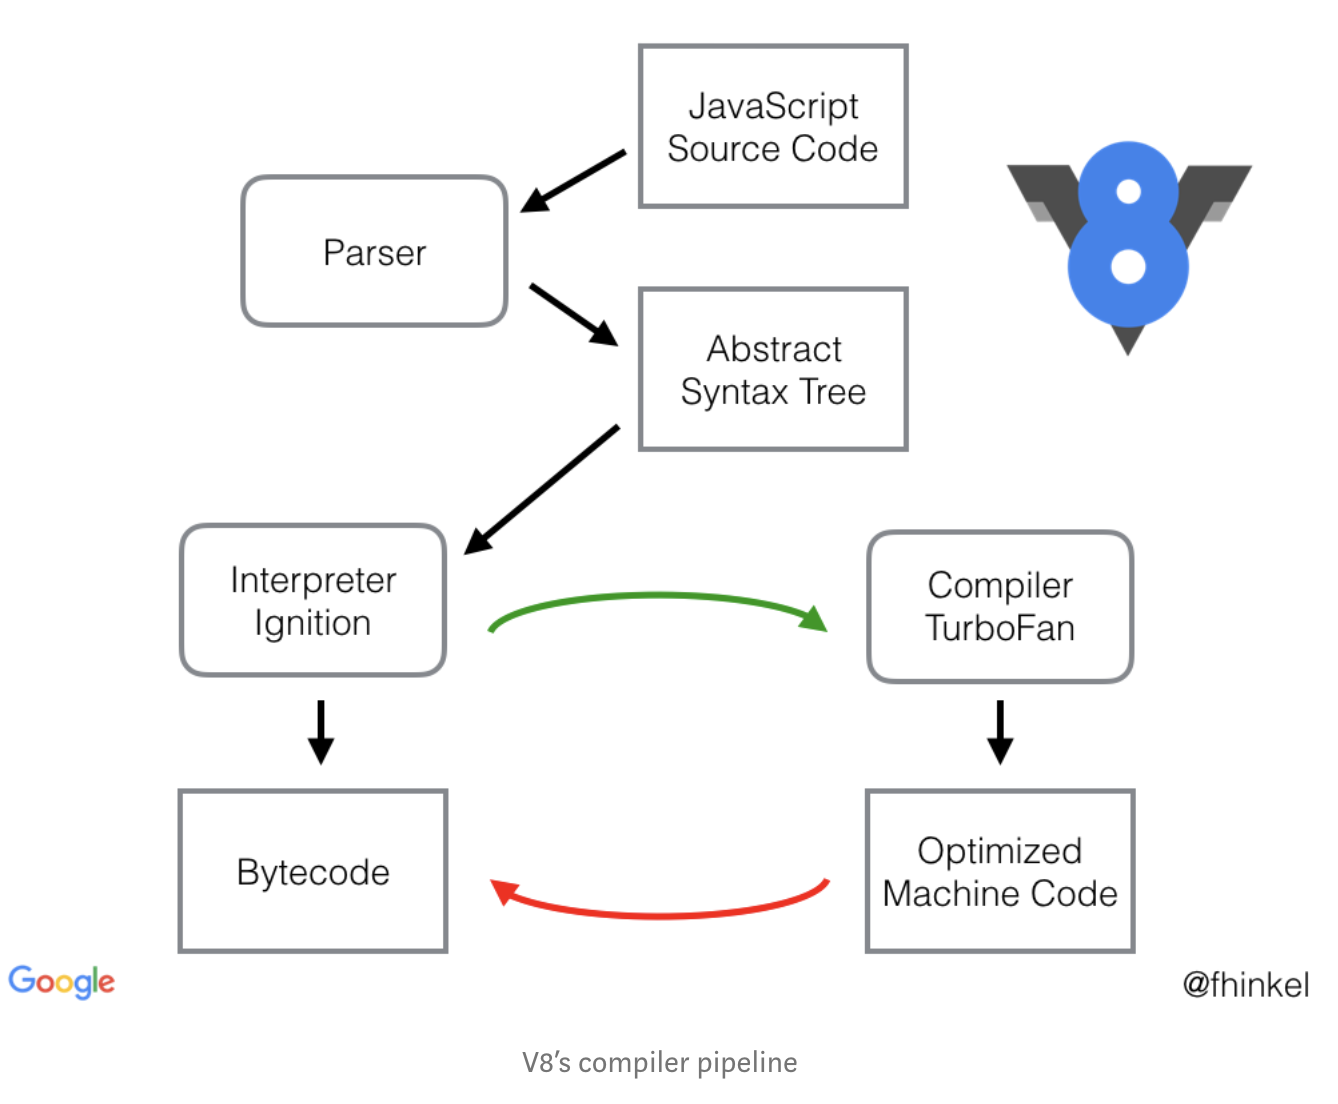 JavaScript
Source Code
Parser
Abstract
Syntax Tree
Interpreter
Ignition
Compiler
TurboFan
Bytecode
Optimized
Machine Code
Google
@fhinkel
V8’s compiler pipeline
8